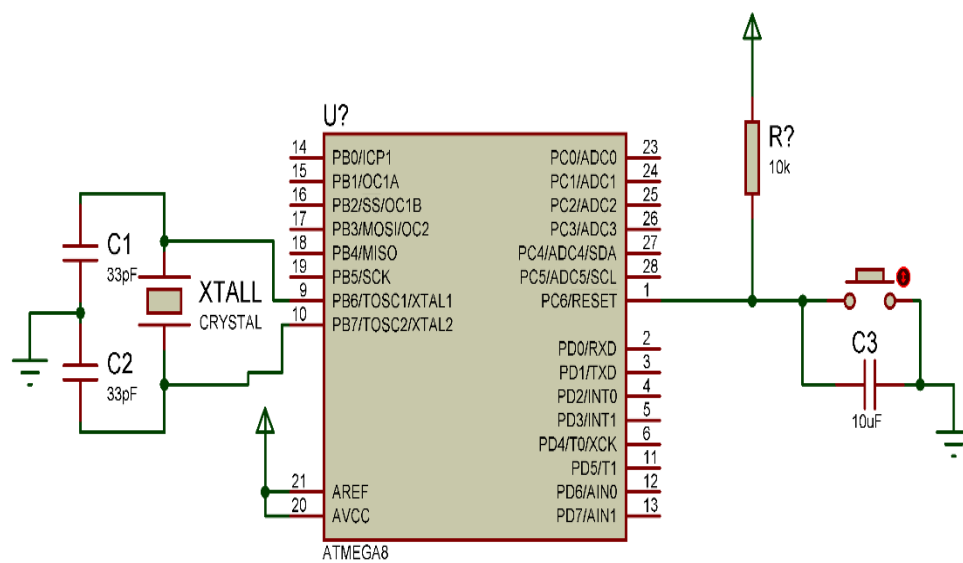 U?
14 PB0/ICP1 PC0/ADC0 23
15 PB1/OC1A PC1/ADC1 24
16 PB2/SS/OC1B PC2/ADC2 25
17 PB3/MOSI/OC2 PC3/ADC3 26
18 PB4/MISO PC4/ADC4/SDA 27
19 PB5/SCK PC5/ADC5/SCL 28
9 PB6/TOSC1/XTAL1 PC6/RESET 1
10 PB7/TOSC2/XTAL2
PD0/RXD 2
PD1/TXD 3
PD2/INT0 4
PD3/INT1 5
PD4/T0/XCK 6
PD5/T1 11
21 AREF PD6/AIN0 12
20 AVCC PD7/AIN1 13
ATMEGA8
C1
33pF
XTALL
CRYSTAL
C2
33pF
R?
10k
C3
10uF